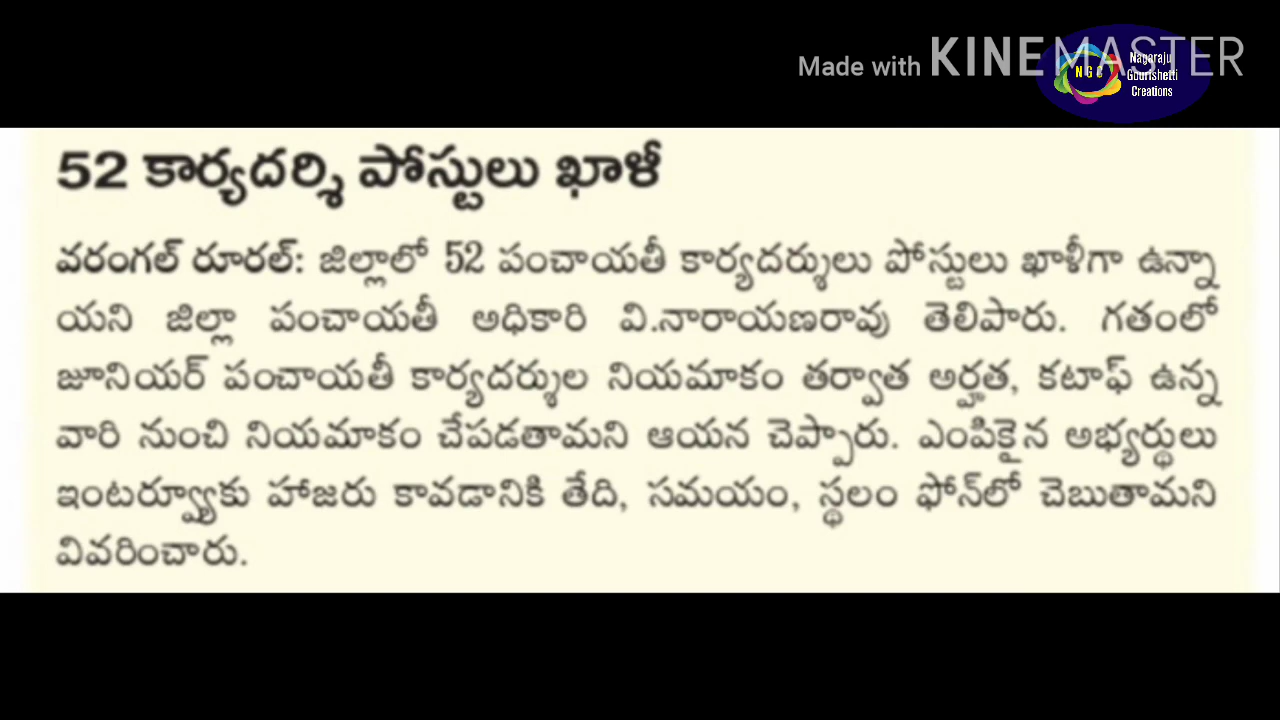 Made with KINEMASTER
NGC
Nagaraju
Gourishetti
Creations
52 కార్యదర్శి పోస్టులు ఖాళీ
వరంగల్ రూరల్: జిల్లాలో 52 పంచాయతీ కార్యదర్శులు పోస్టులు ఖాళీగా ఉన్నా
యని జిల్లా పంచాయతీ అధికారి వి.నారాయణరావు తెలిపారు. గతంలో
జూనియర్ పంచాయతీ కార్యదర్శుల నియమాకం తర్వాత అర్హత, కటాఫ్ ఉన్న
వారి నుంచి నియమాకం చేపడతామని ఆయన చెప్పారు. ఎంపికైన అభ్యర్థులు
ఇంటర్వ్యూకు హాజరు కావడానికి తేది, సమయం, స్థలం ఫోన్‌లో చెబుతామని
వివరించారు.